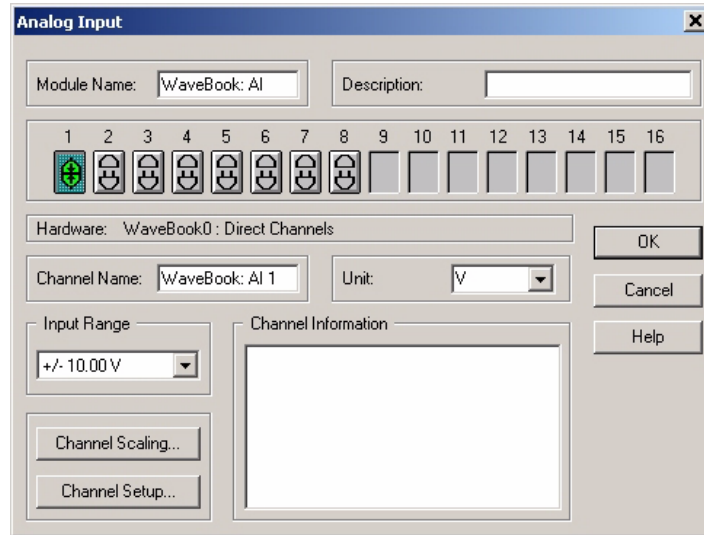 Analog Input
Module Name: WaveBook: AI Description:
1 2 3 4 5 6 7 8 9 10 11 12 13 14 15 16
Hardware: WaveBook0 : Direct Channels
OK
Channel Name: WaveBook: AI 1 Unit: V
Cancel
Input Range Channel Information
Help
+/- 10.00 V
Channel Scaling...
Channel Setup...